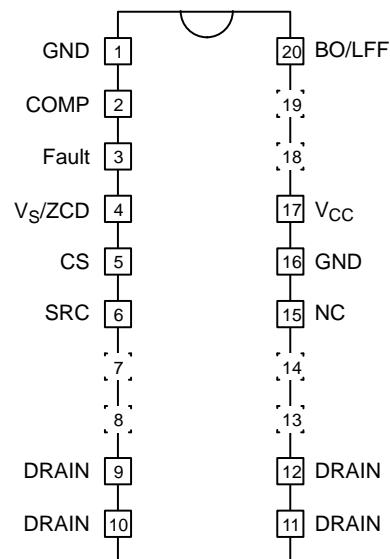 GND 1 20 BO/LFF
COMP 2 19
Fault 3 18
VS/ZCD 4 17 VCC
CS 5 16 GND
SRC 6 15 NC
7 14
8 13
DRAIN 9 12 DRAIN
DRAIN 10 11 DRAIN